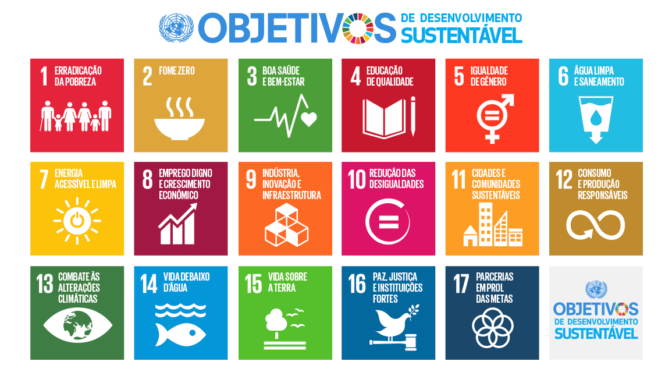 OBJETIVOS
DE DESENVOLVIMENTO
SUSTENTÁVEL
1 ERRADICAÇÃO
DA POBREZA
2 FOME ZERO
3 BOA SAÚDE
E BEM-ESTAR
4 EDUCAÇÃO
DE QUALIDADE
5 IGUALDADE
DE GÊNERO
6 ÁGUA LIMPA
E SANEAMENTO
7 ENERGIA
ACESSÍVEL E LIMPA
8 EMPREGO DIGNO
E CRESCIMENTO
ECONÔMICO
9 INDÚSTRIA,
INOVAÇÃO E
INFRAESTRUTURA
10 REDUÇÃO DAS
DESIGUALDADES
11 CIDADES E
COMUNIDADES
SUSTENTÁVEIS
12 CONSUMO
E PRODUÇÃO
RESPONSÁVEIS
13 COMBATE ÀS
ALTERAÇÕES
CLIMÁTICAS
14 VIDA DEBAIXO
D'ÁGUA
15 VIDA SOBRE
A TERRA
16 PAZ, JUSTIÇA
E INSTITUIÇÕES
FORTES
17 PARCERIAS
EM PROL
DAS METAS
OBJETIVOS
DE DESENVOLVIMENTO
SUSTENTÁVEL